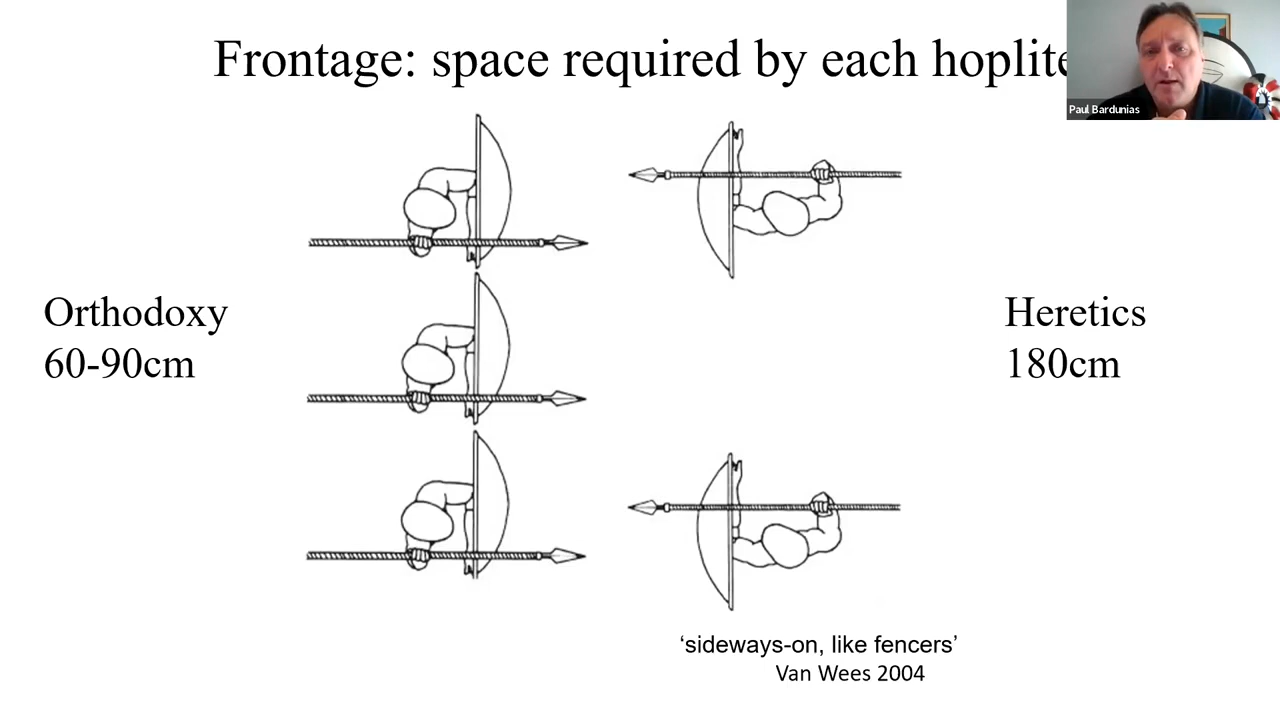 Frontage: space required by each hoplite
Paul Bardunias
Orthodoxy
60-90cm
Heretics
180cm
‘sideways-on, like fencers’
Van Wees 2004